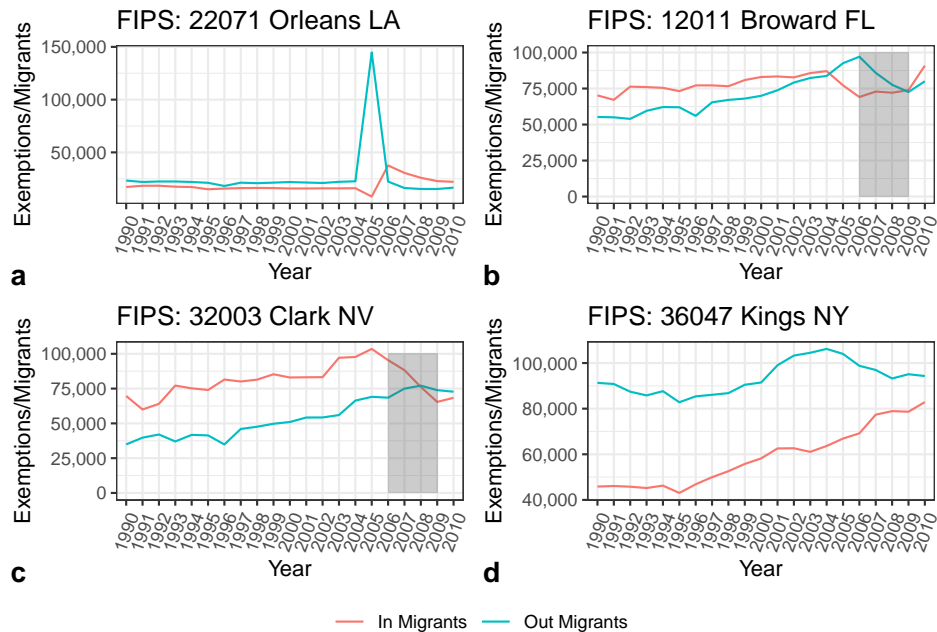 FIPS: 22071 Orleans LA
Exemptions/Migrants
150,000
100,000
50,000
1990 1991 1992 1993 1994 1995 1996 1997 1998 1999 2000 2001 2002 2003 2004 2005 2006 2007 2008 2009 2010
Year
a
FIPS: 12011 Broward FL
Exemptions/Migrants
100,000
75,000
50,000
25,000
0
1990 1991 1992 1993 1994 1995 1996 1997 1998 1999 2000 2001 2002 2003 2004 2005 2006 2007 2008 2009 2010
Year
b
FIPS: 32003 Clark NV
Exemptions/Migrants
100,000
75,000
50,000
25,000
0
1990 1991 1992 1993 1994 1995 1996 1997 1998 1999 2000 2001 2002 2003 2004 2005 2006 2007 2008 2009 2010
Year
c
FIPS: 36047 Kings NY
Exemptions/Migrants
100,000
80,000
60,000
40,000
1990 1991 1992 1993 1994 1995 1996 1997 1998 1999 2000 2001 2002 2003 2004 2005 2006 2007 2008 2009 2010
Year
d
In Migrants Out Migrants